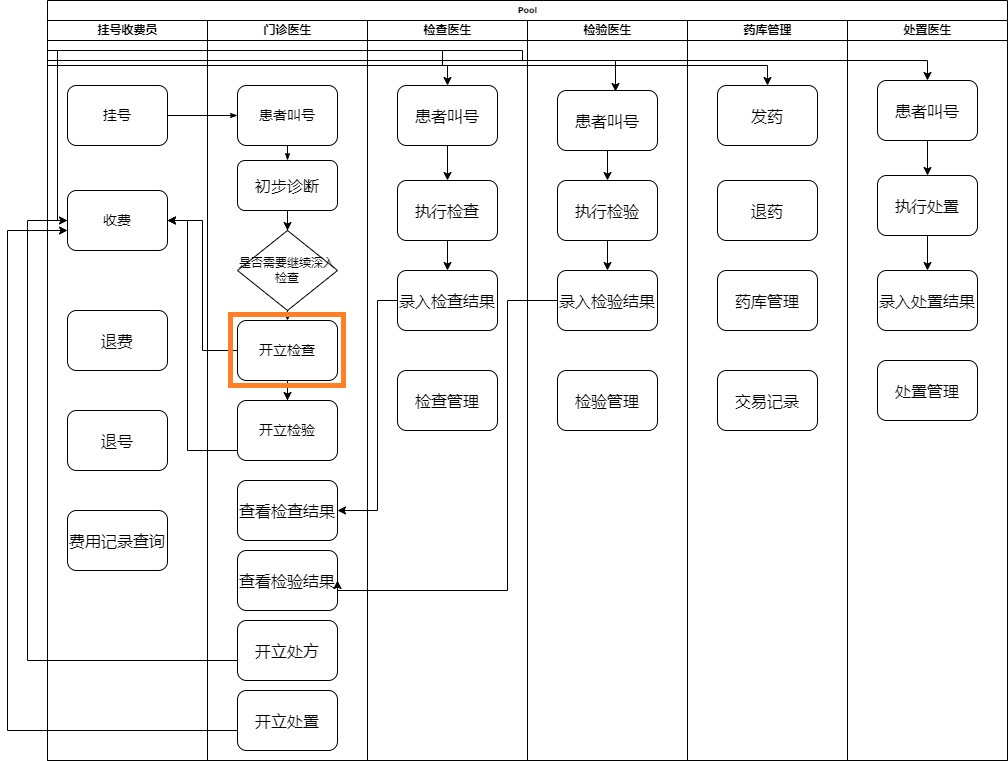 Pool
挂号收费员
门诊医生
检查医生
检验医生
药库管理
处置医生
挂号
收费
退费
退号
费用记录查询
患者叫号
初步诊断
是否需要继续深入
检查
开立检查
开立检验
查看检查结果
查看检验结果
开立处方
开立处置
患者叫号
执行检查
录入检查结果
检查管理
患者叫号
执行检验
录入检验结果
检验管理
发药
退药
药库管理
交易记录
患者叫号
执行处置
录入处置结果
处置管理